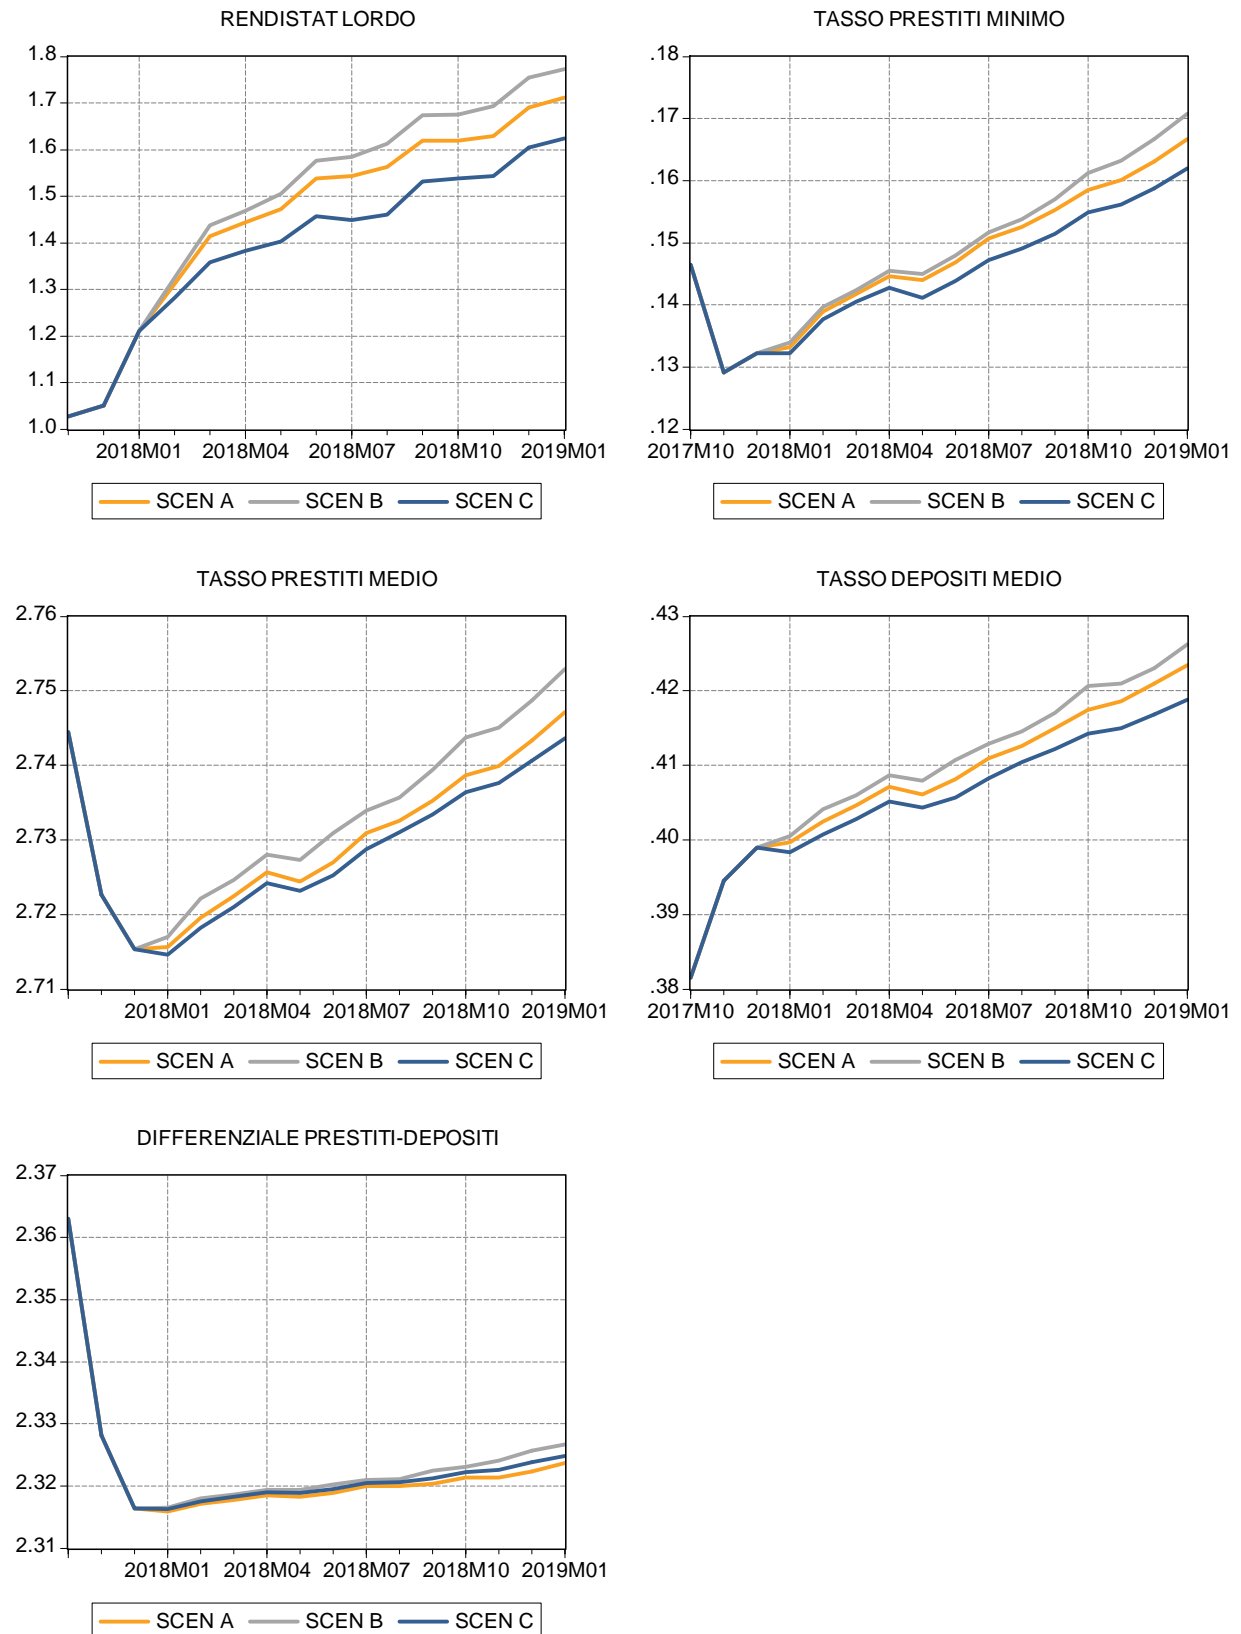 RENDISTAT LORDO
1.8
1.7
1.6
1.5
1.4
1.3
1.2
1.1
1.0
2018M01 2018M04 2018M07 2018M10 2019M01
SCEN A SCEN B SCEN C
TASSO PRESTITI MINIMO
.18
.17
.16
.15
.14
.13
.12
2017M10 2018M01 2018M04 2018M07 2018M10 2019M01
SCEN A SCEN B SCEN C
TASSO PRESTITI MEDIO
2.76
2.75
2.74
2.73
2.72
2.71
2018M01 2018M04 2018M07 2018M10 2019M01
SCEN A SCEN B SCEN C
TASSO DEPOSITI MEDIO
.43
.42
.41
.40
.39
.38
2017M10 2018M01 2018M04 2018M07 2018M10 2019M01
SCEN A SCEN B SCEN C
DIFFERENZIALE PRESTITI-DEPOSITI
2.37
2.36
2.35
2.34
2.33
2.32
2.31
2018M01 2018M04 2018M07 2018M10 2019M01
SCEN A SCEN B SCEN C